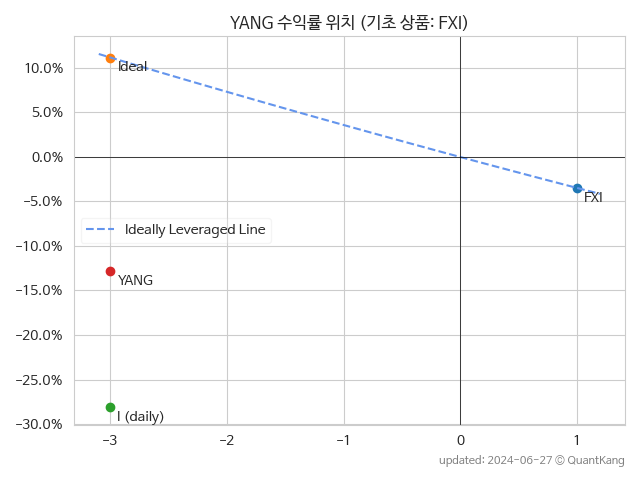 YANG 수익률 위치 (기초 상품: FXI)
10.0%
5.0%
0.0%
-5.0%
-10.0%
-15.0%
-20.0%
-25.0%
-30.0%
Ideal
FXI
Ideally Leveraged Line
YANG
I (daily)
-3
-2
-1
0
1
updated: 2024-06-27 © QuantKang